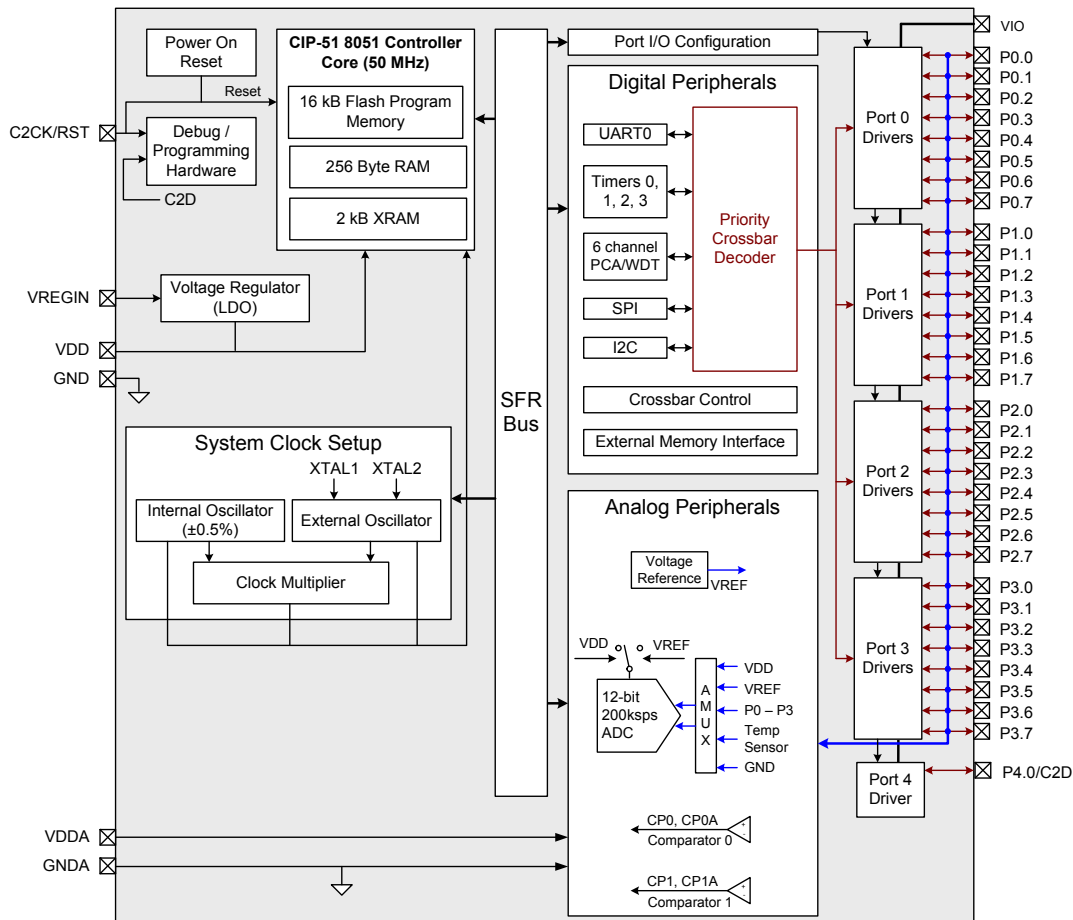 Power On
Reset
Reset
C2CK/RST
Debug /
Programming
Hardware
C2D
CIP-51 8051 Controller
Core (50 MHz)
16 kB Flash Program
Memory
256 Byte RAM
2 kB XRAM
VREGIN
Voltage Regulator
(LDO)
VDD
GND
System Clock Setup
XTAL1
XTAL2
Internal Oscillator
(±0.5%)
External Oscillator
Clock Multiplier
VDDA
GNDA
SFR
Bus
Port I/O Configuration
Digital Peripherals
UART0
Timers 0,
1, 2, 3
6 channel
PCA/WDT
SPI
I2C
Priority
Crossbar
Decoder
Crossbar Control
External Memory Interface
Analog Peripherals
Voltage
Reference
VREF
VDD
VREF
12-bit
200ksps
ADC
A
M
U
X
VDD
VREF
P0 – P3
Temp
Sensor
GND
CP0, CP0A
+
-
Comparator 0
CP1, CP1A
+
-
Comparator 1
Port 0
Drivers
Port 1
Drivers
Port 2
Drivers
Port 3
Drivers
Port 4
Driver
VIO
P0.0
P0.1
P0.2
P0.3
P0.4
P0.5
P0.6
P0.7
P1.0
P1.1
P1.2
P1.3
P1.4
P1.5
P1.6
P1.7
P2.0
P2.1
P2.2
P2.3
P2.4
P2.5
P2.6
P2.7
P3.0
P3.1
P3.2
P3.3
P3.4
P3.5
P3.6
P3.7
P4.0/C2D